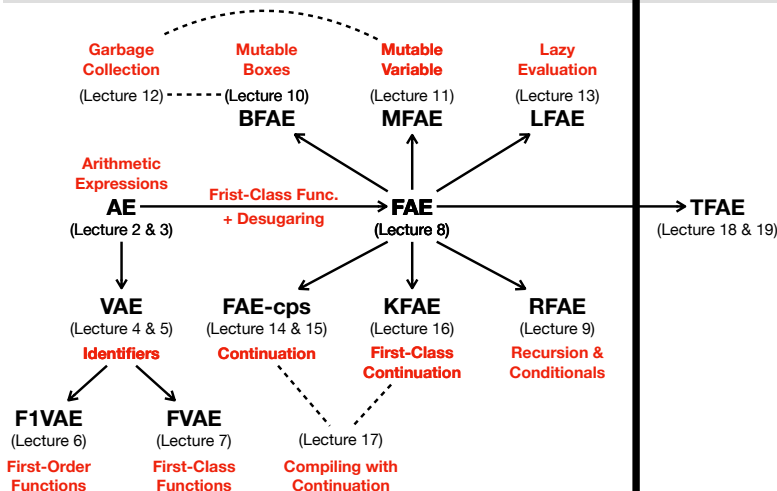 Garbage
Collection
(Lecture 12)
Mutable
Boxes
(Lecture 10)
BFAE
Mutable
Variable
(Lecture 11)
MFAE
Lazy
Evaluation
(Lecture 13)
LFAE
Arithmetic
Expressions
AE
(Lecture 2 & 3)
Frist-Class Func.
+ Desugaring
FAE
(Lecture 8)
TFAE
(Lecture 18 & 19)
VAE
(Lecture 4 & 5)
Identifiers
FAE-cps
(Lecture 14 & 15)
Continuation
KFAE
(Lecture 16)
First-Class
Continuation
RFAE
(Lecture 9)
Recursion &
Conditionals
F1VAE
(Lecture 6)
First-Order
Functions
FVAE
(Lecture 7)
First-Class
Functions
(Lecture 17)
Compiling with
Continuation